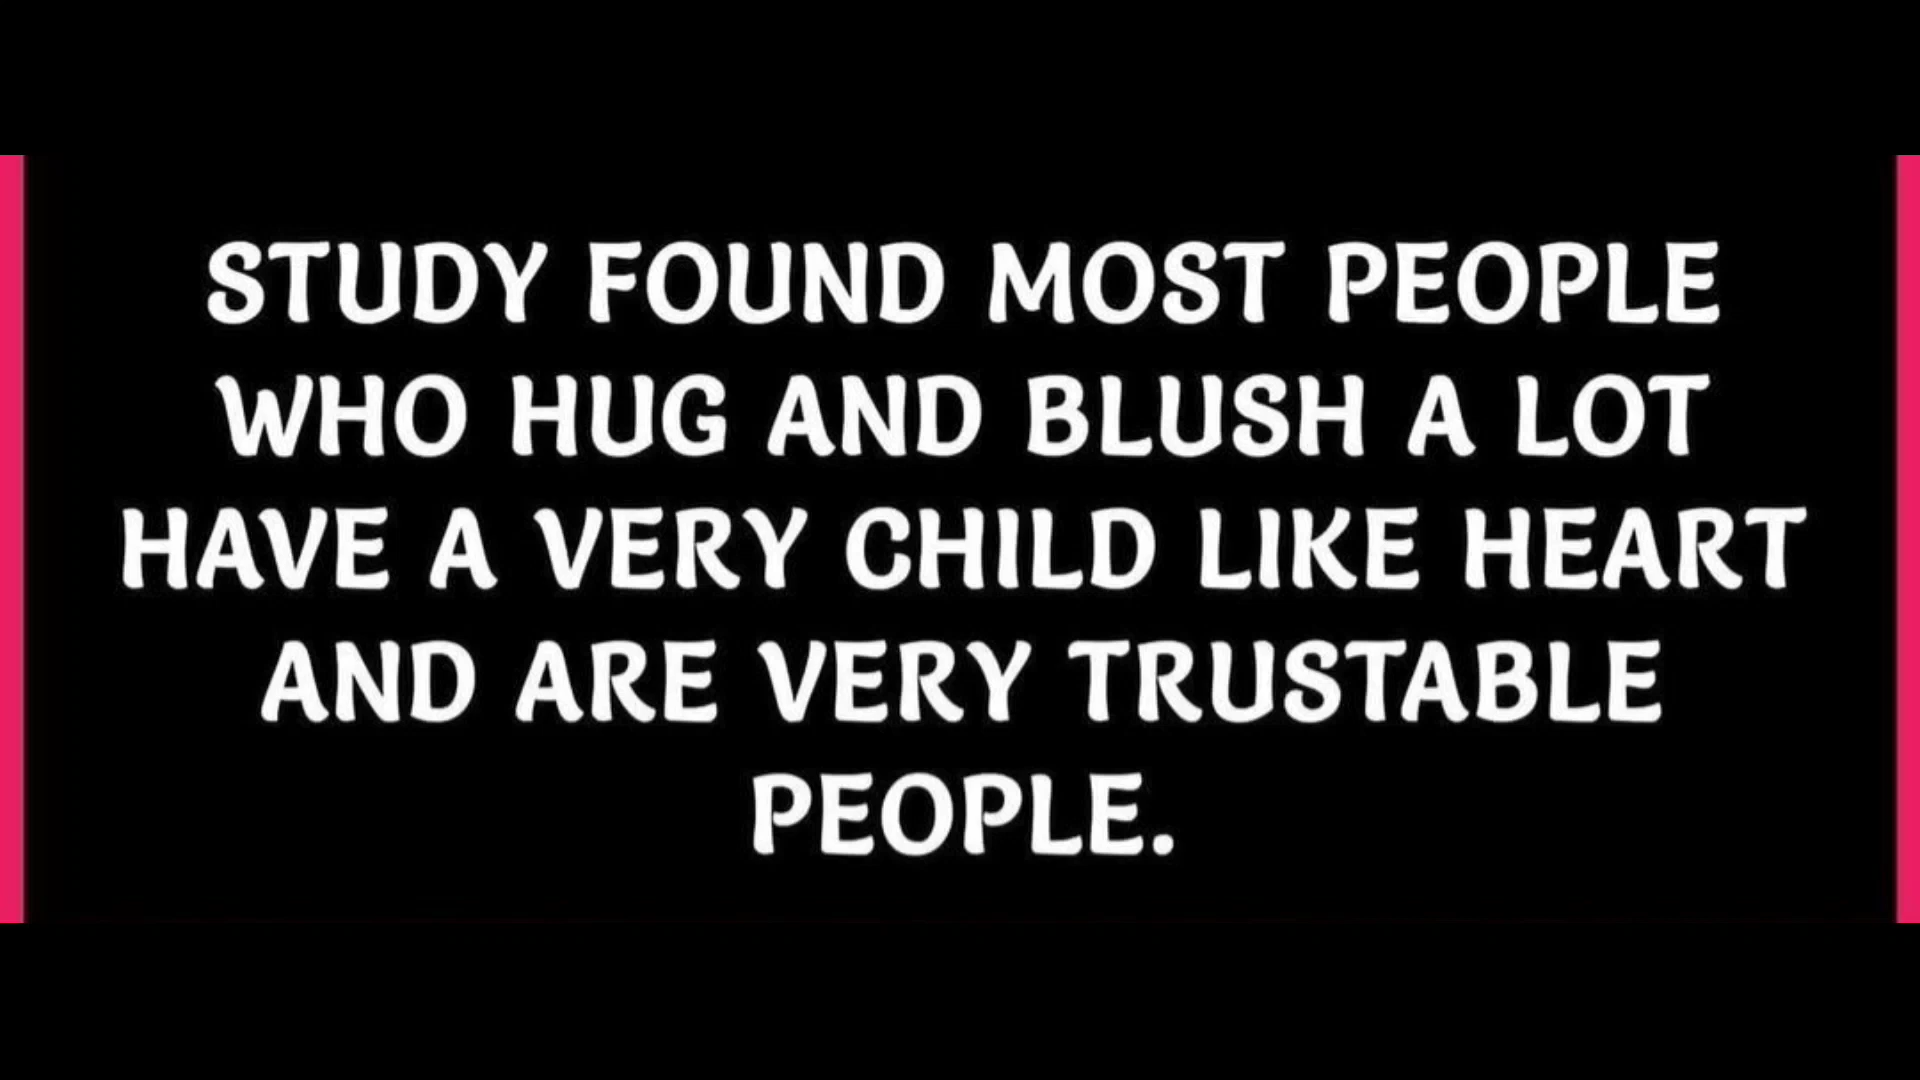 STUDY FOUND MOST PEOPLE
WHO HUG AND BLUSH A LOT
HAVE A VERY CHILD LIKE HEART
AND ARE VERY TRUSTABLE
PEOPLE.